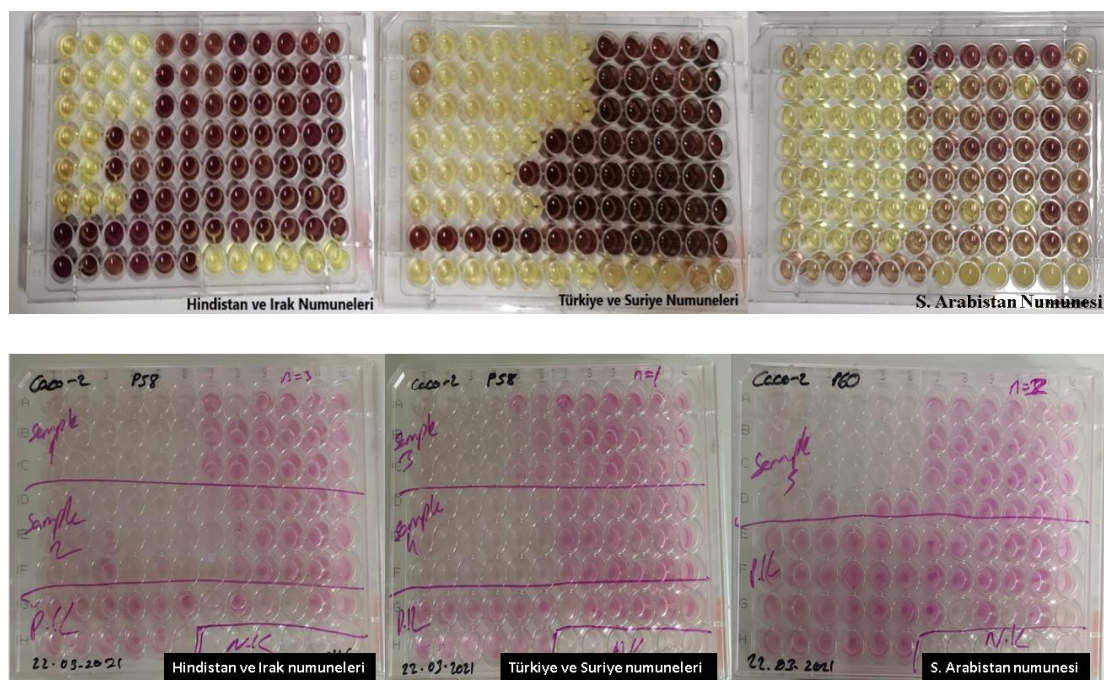 Hindistan ve Irak Numuneleri
Türkiye ve Suriye Numuneleri
S. Arabistan Numunesi
Caco-2 P58 n=3
A
B
Sample
1
C
D
Sample
2
E
F
P.K
G
H
N.K
22.03.2021
Hindistan ve Irak numuneleri
Caco-2 P58 n=1
A
B
Sample
3
C
D
Sample
4
E
F
P.K
G
H
N.K
22.03.2021
Türkiye ve Suriye numuneleri
Caco-2 P60
A
B
Sample
5
C
D
E
P.K
F
G
H
N.K
22.03.2021
S. Arabistan numunesi